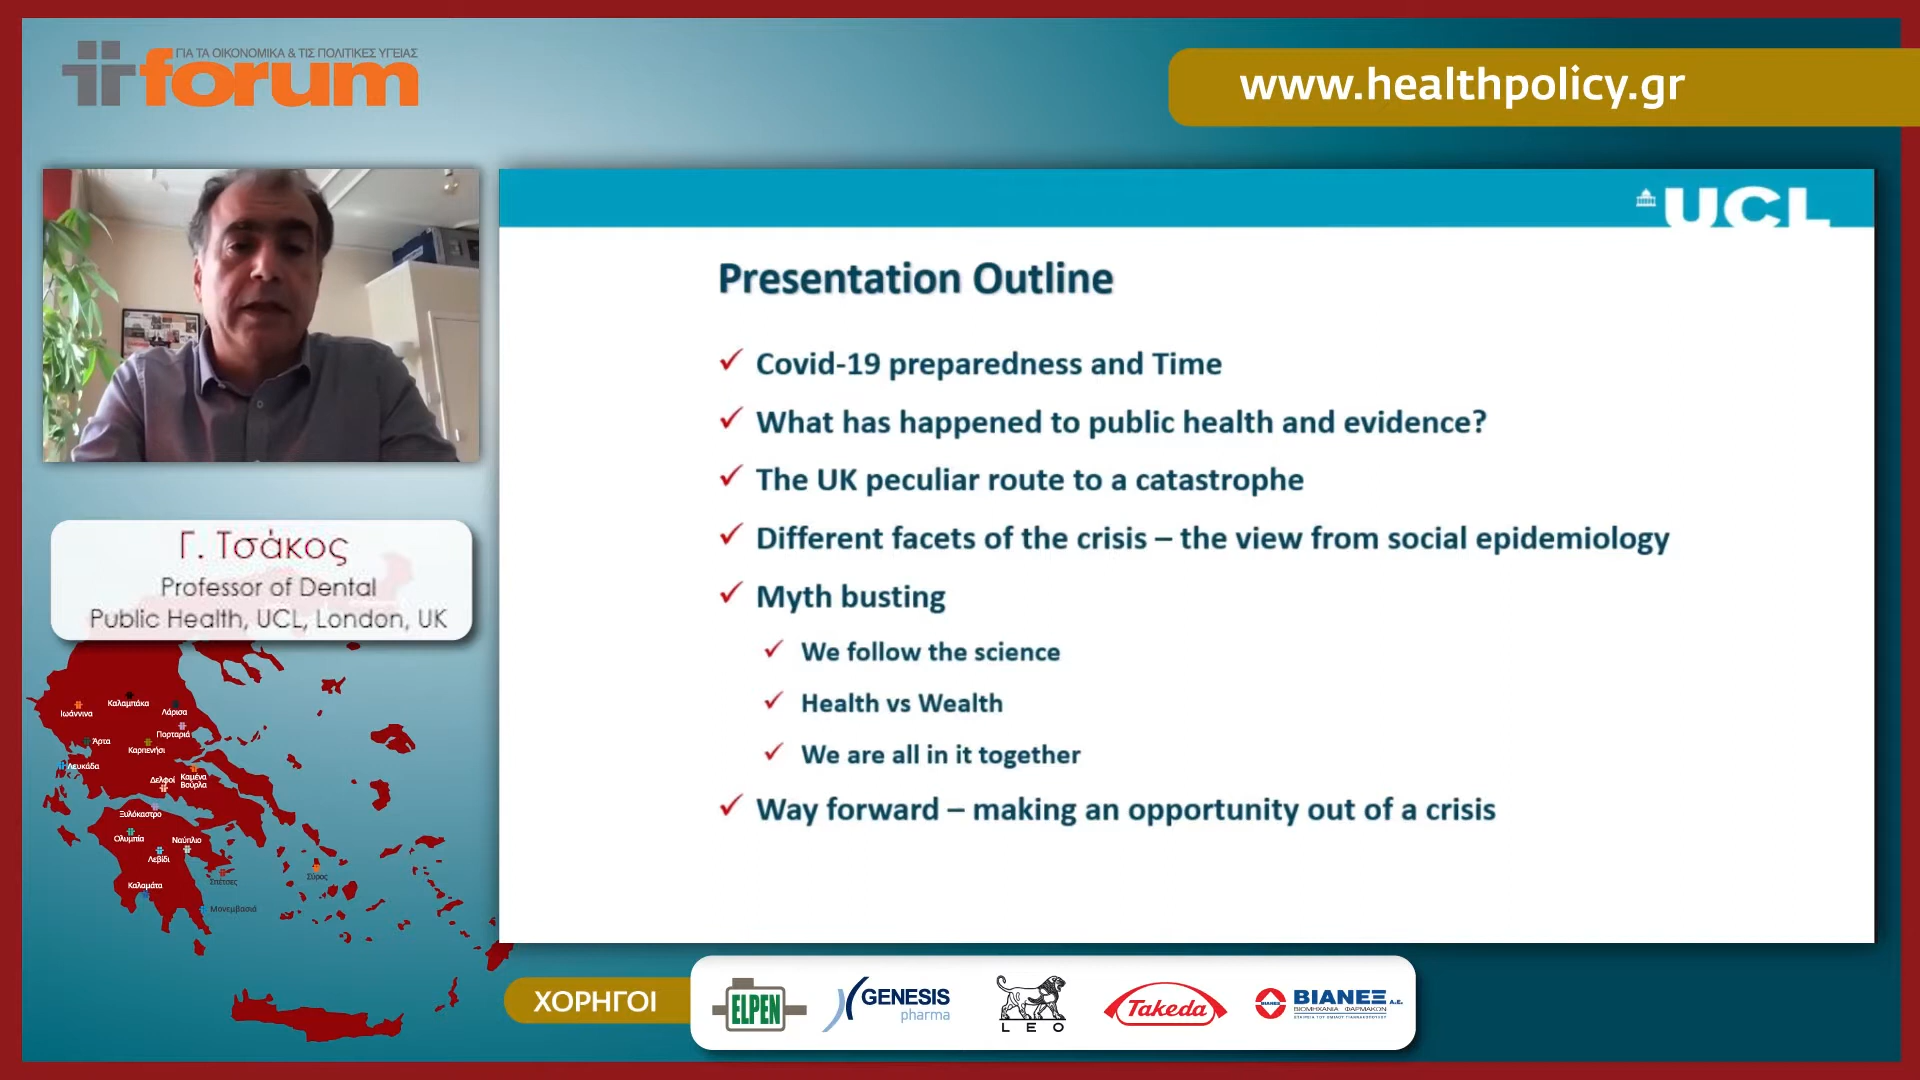 ΓΙΑ ΤΑ ΟΙΚΟΝΟΜΙΚΑ & ΤΙΣ ΠΟΛΙΤΙΚΕΣ ΥΓΕΙΑΣ
forum
www.healthpolicy.gr
UCL
Presentation Outline
Covid-19 preparedness and Time
What has happened to public health and evidence?
The UK peculiar route to a catastrophe
Different facets of the crisis – the view from social epidemiology
Myth busting
We follow the science
Health vs Wealth
We are all in it together
Way forward – making an opportunity out of a crisis
Γ. Τσάκος
Professor of Dental
Public Health, UCL, London, UK
Ιωάννινα
Καλαμπάκα
Λάρισα
Πορταριά
Άρτα
Καρπενήσι
Λευκάδα
Δελφοί
Καμένα
Βούρλα
Ξυλόκαστρο
Ολυμπία
Ναύπλιο
Λεβίδι
Σπέτσες
Σύρος
Καλαμάτα
Μονεμβασιά
ΧΟΡΗΓΟΙ
ELPEN
GENESIS
pharma
LEO
Takeda
ΒΙΑΝΕΞ Α.Ε.
ΒΙΟΜΗΧΑΝΙΑ ΦΑΡΜΑΚΩΝ